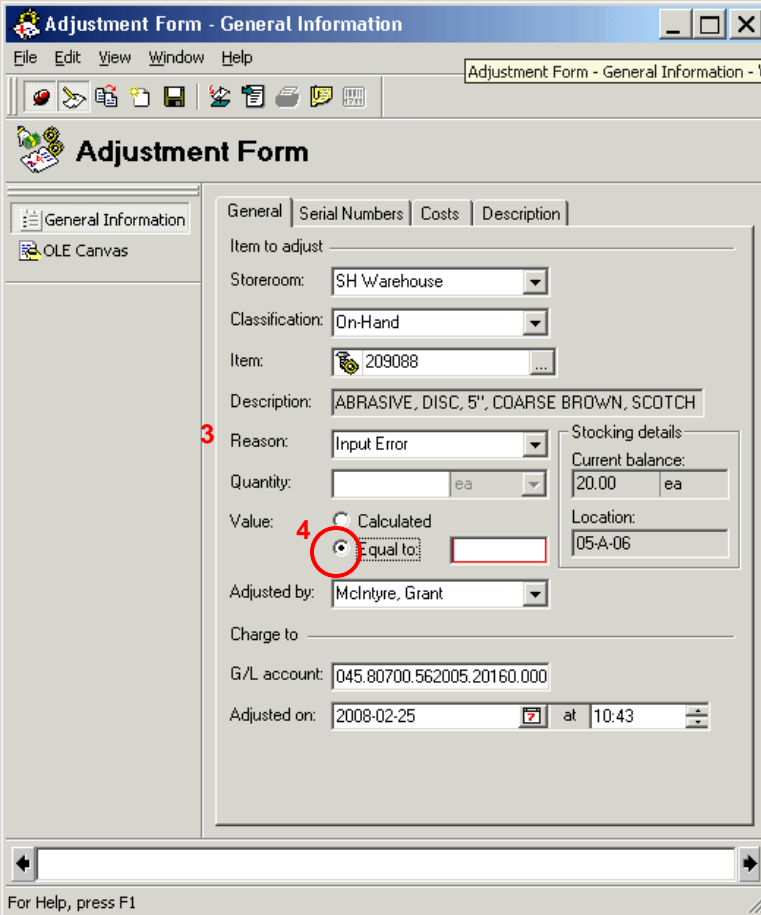 Adjustment Form - General Information
File Edit View Window Help
Adjustment Form - General Information -
Adjustment Form
General Information
OLE Canvas
General Serial Numbers Costs Description
Item to adjust
Storeroom: SH Warehouse
Classification: On-Hand
Item: 209088 ...
Description: ABRASIVE, DISC, 5", COARSE BROWN, SCOTCH
3
Reason: Input Error
Stocking details
Current balance:
Quantity: ea
20.00 ea
Value: Calculated
Location:
4
Equal to:
05-A-06
Adjusted by: McIntyre, Grant
Charge to
G/L account: 045.80700.562005.20160.000
Adjusted on: 2008-02-25 7 at 10:43
For Help, press F1